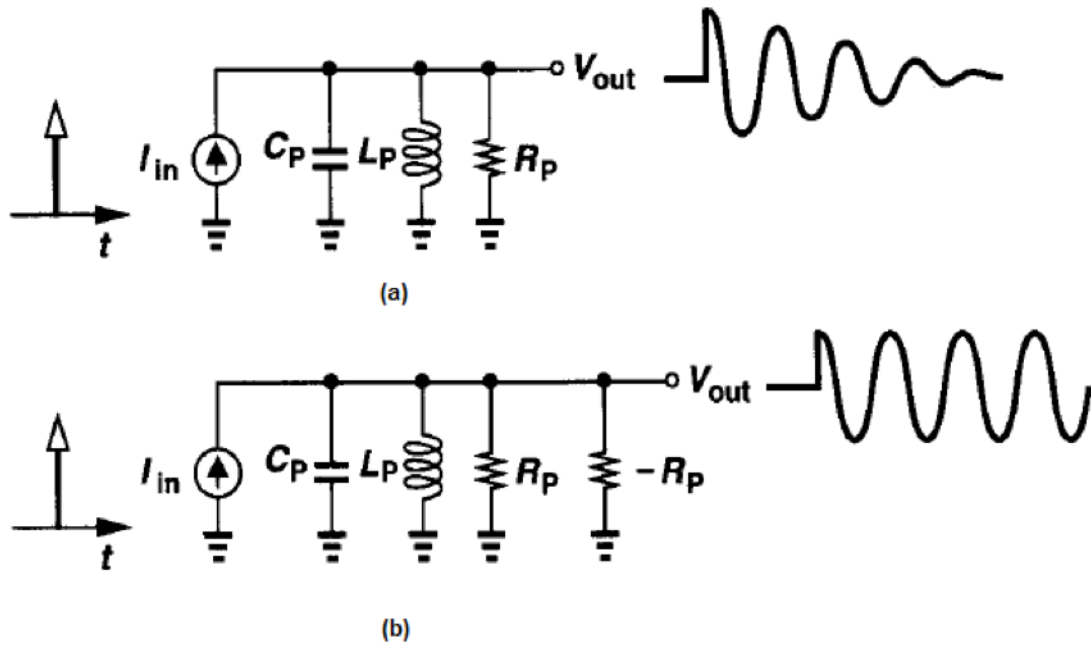 I_in C_P L_P R_P V_out
t
(a)
I_in C_P L_P R_P −R_P V_out
t
(b)